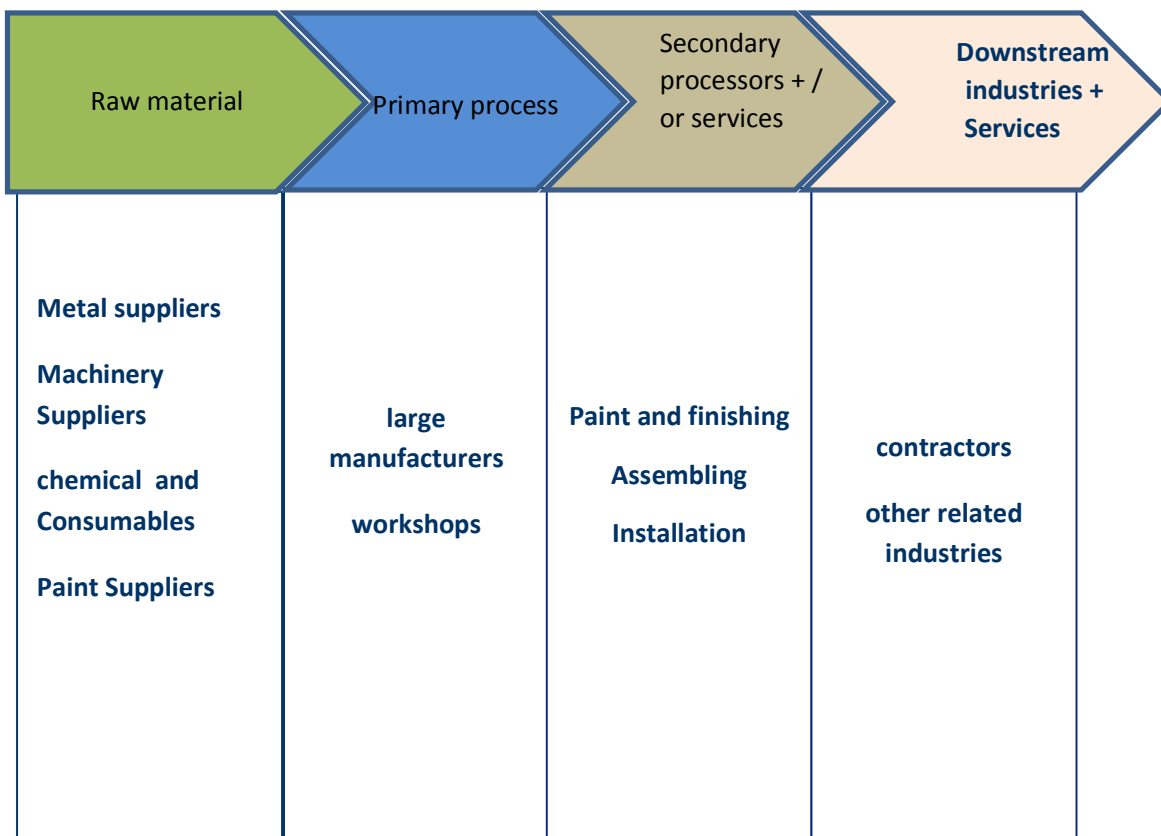 Raw material
Primary process
Secondary
processors + /
or services
Downstream
industries +
Services
Metal suppliers
Machinery
Suppliers
chemical and
Consumables
Paint Suppliers
large
manufacturers
workshops
Paint and finishing
Assembling
Installation
contractors
other related
industries